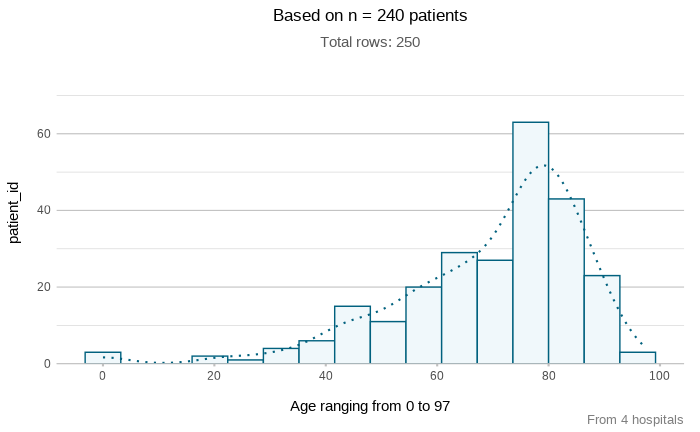 Based on n = 240 patients
Total rows: 250
patient_id
60
40
20
0
0 20 40 60 80 100
Age ranging from 0 to 97
From 4 hospitals